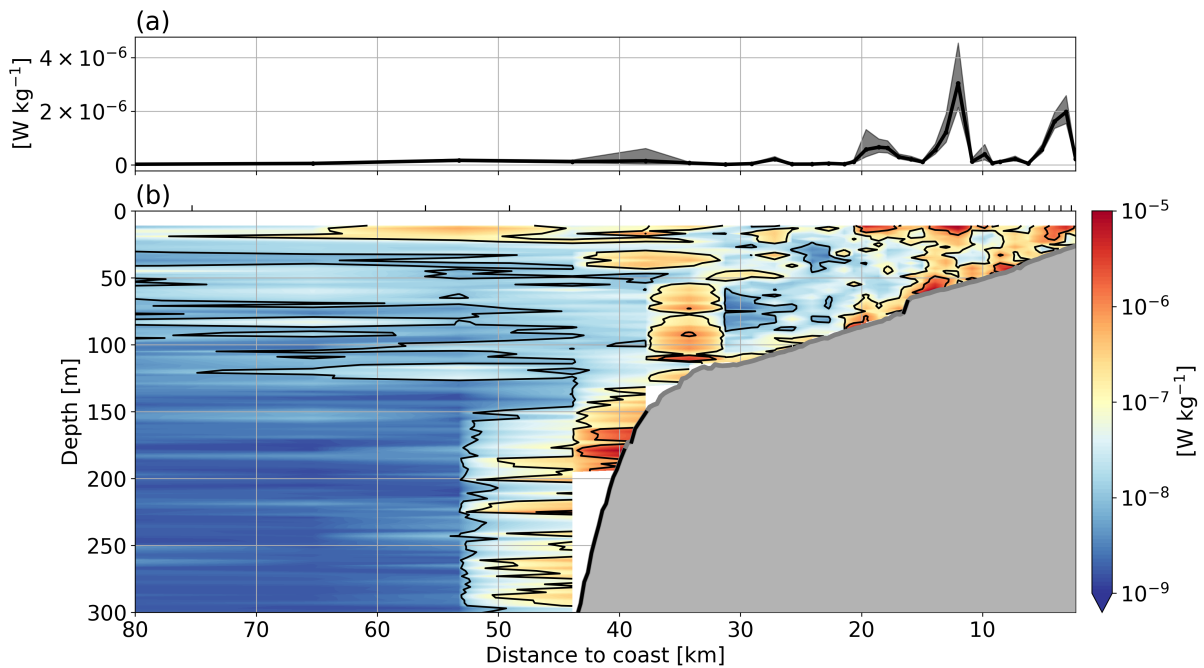 (a)
4 × 10⁻⁶
2 × 10⁻⁶
0
[W kg⁻¹]
(b)
0
50
100
150
200
250
300
Depth [m]
80 70 60 50 40 30 20 10
Distance to coast [km]
10⁻⁵
10⁻⁶
10⁻⁷
10⁻⁸
10⁻⁹
[W kg⁻¹]